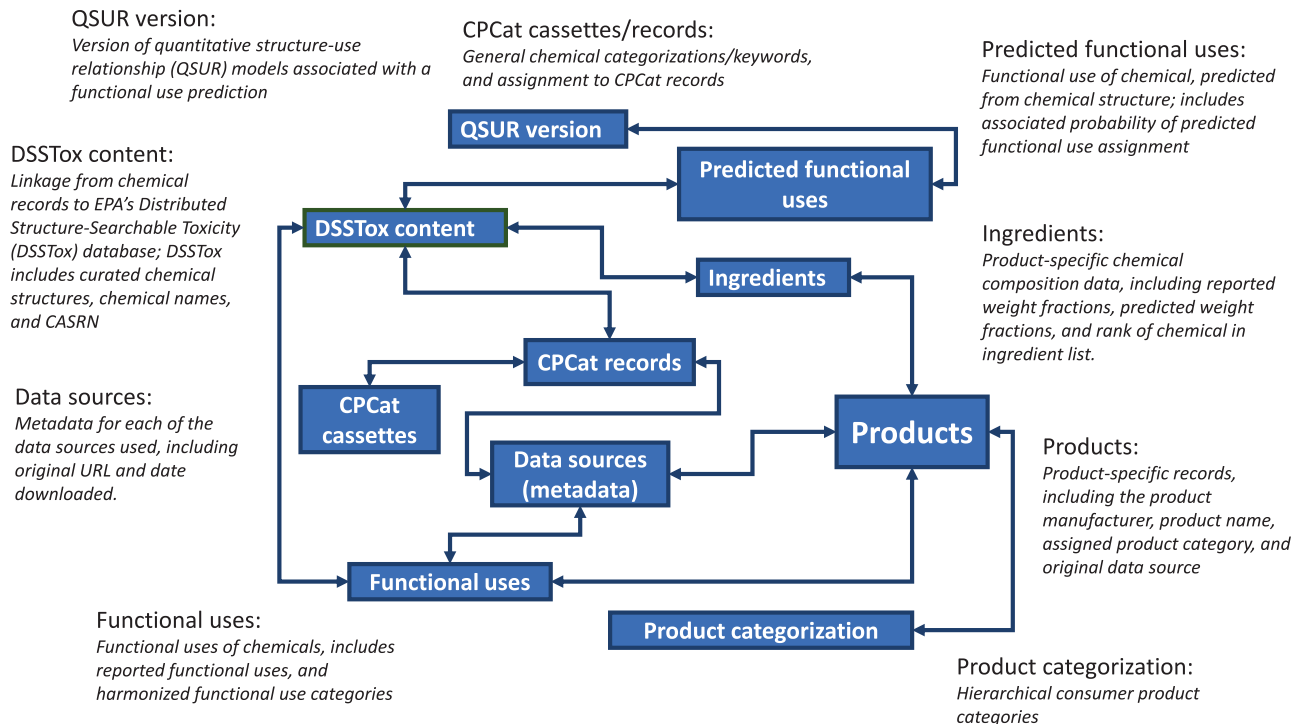 QSUR version:
Version of quantitative structure-use
relationship (QSUR) models associated with a
functional use prediction
CPCat cassettes/records:
General chemical categorizations/keywords,
and assignment to CPCat records
Predicted functional uses:
Functional use of chemical, predicted
from chemical structure; includes
associated probability of predicted
functional use assignment
QSUR version
Predicted functional
uses
DSSTox content:
Linkage from chemical
records to EPA’s Distributed
Structure-Searchable Toxicity
(DSSTox) database; DSSTox
includes curated chemical
structures, chemical names,
and CASRN
DSSTox content
Ingredients
Ingredients:
Product-specific chemical
composition data, including reported
weight fractions, predicted weight
fractions, and rank of chemical in
ingredient list.
CPCat records
CPCat
cassettes
Data sources:
Metadata for each of the
data sources used, including
original URL and date
downloaded.
Data sources
(metadata)
Products
Products:
Product-specific records,
including the product
manufacturer, product name,
assigned product category, and
original data source
Functional uses
Functional uses:
Functional uses of chemicals, includes
reported functional uses, and
harmonized functional use categories
Product categorization
Product categorization:
Hierarchical consumer product
categories